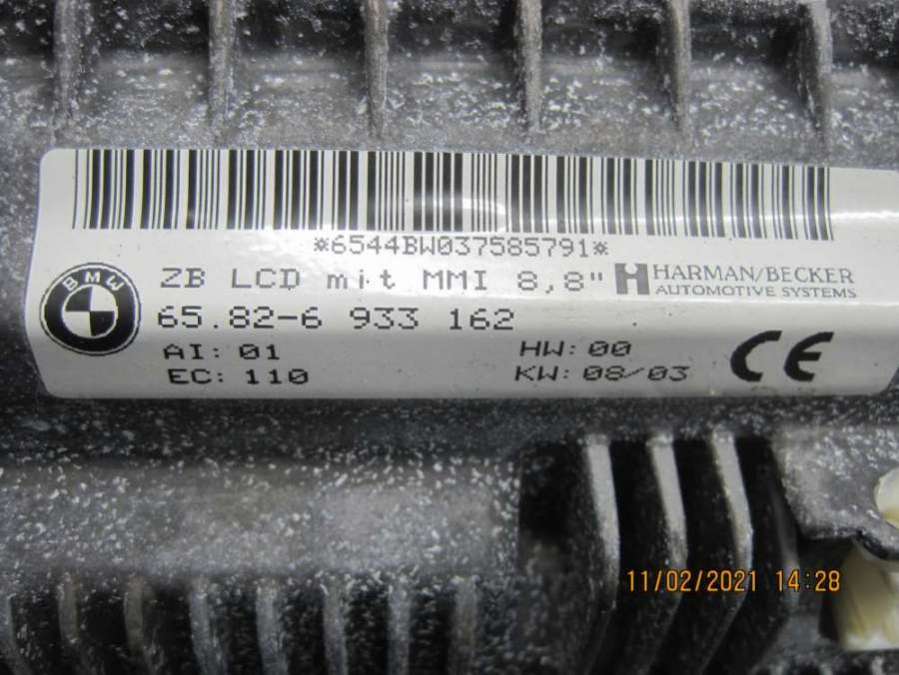 *6544BW037585791*
ZB LCD mit MMI 8,8" HARMAN/BECKER
AUTOMOTIVE SYSTEMS
BMW
65.82-6 933 162
AI: 01 HW: 00
EC: 110 KW: 08/03
CE
11/02/2021 14:28